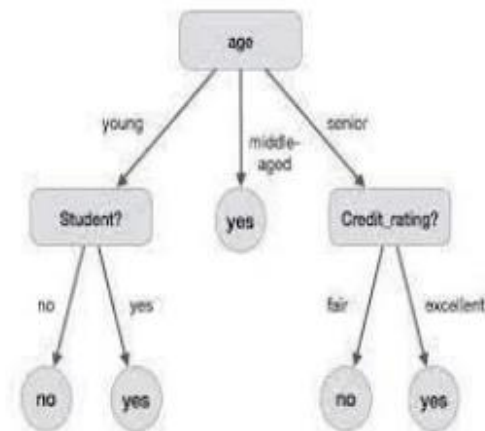 age
young
middle-
aged
senior
Student?
yes
Credit_rating?
no
yes
fair
excellent
no
yes
no
yes